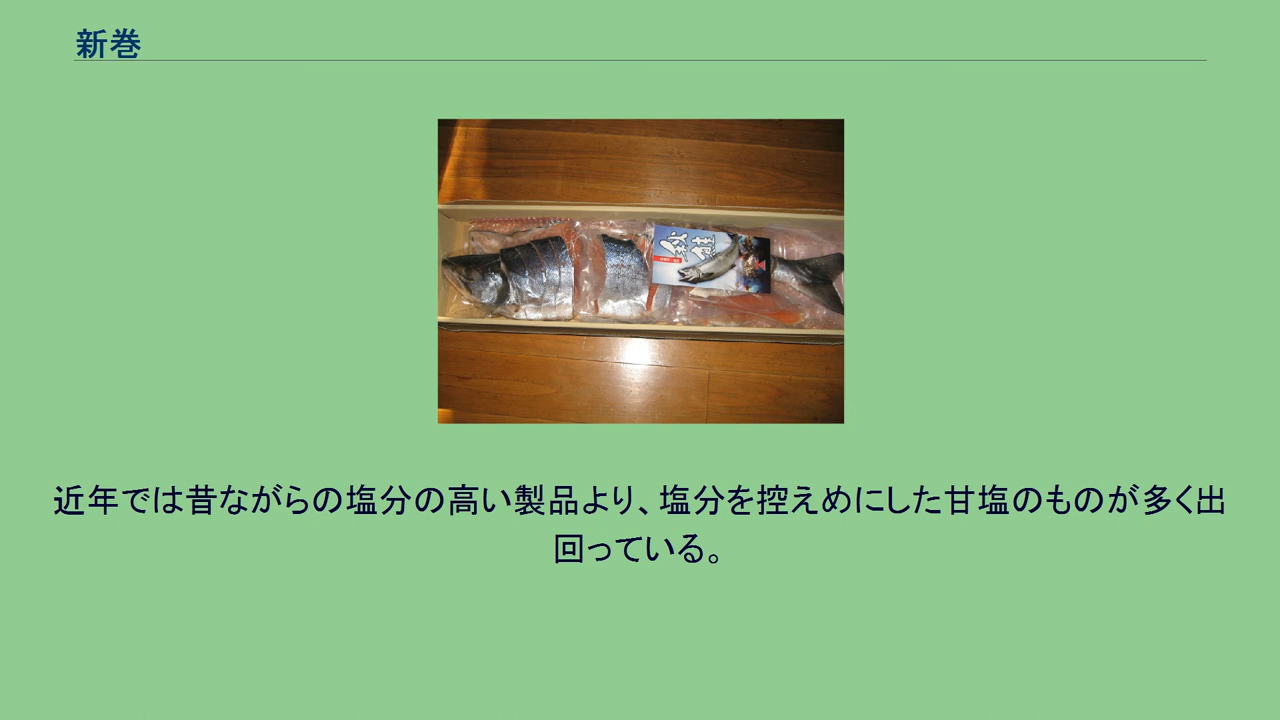 新巻
秋鮭
近年では昔ながらの塩分の高い製品より、塩分を控えめにした甘塩のものが多く出
回っている。